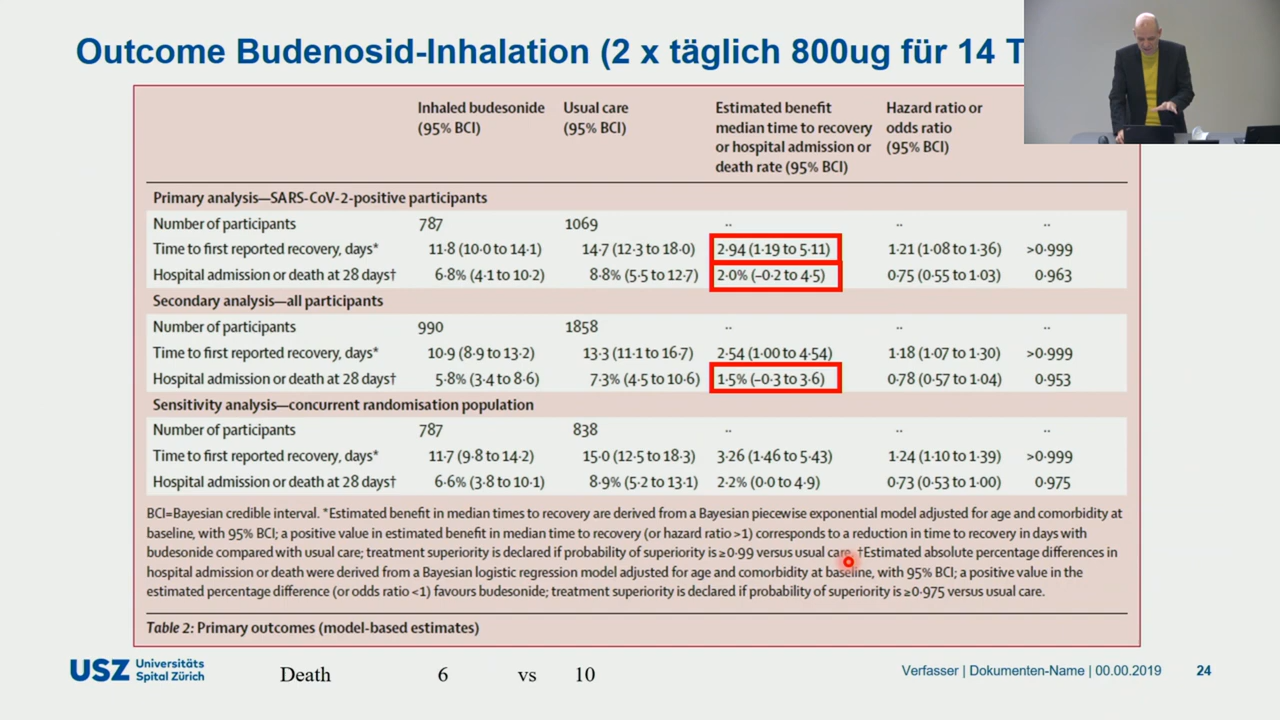 Outcome Budenosid-Inhalation (2 x täglich 800ug für 14 T
Inhaled budesonide (95% BCI) Usual care (95% BCI) Estimated benefit median time to recovery or hospital admission or death rate (95% BCI) Hazard ratio or odds ratio (95% BCI)
Primary analysis—SARS-CoV-2-positive participants
Number of participants 787 1069 ·· ·· ··
Time to first reported recovery, days* 11·8 (10·0 to 14·1) 14·7 (12·3 to 18·0) 2·94 (1·19 to 5·11) 1·21 (1·08 to 1·36) >0·999
Hospital admission or death at 28 days† 6·8% (4·1 to 10·2) 8·8% (5·5 to 12·7) 2·0% (–0·2 to 4·5) 0·75 (0·55 to 1·03) 0·963
Secondary analysis—all participants
Number of participants 990 1858 ·· ·· ··
Time to first reported recovery, days* 10·9 (8·9 to 13·2) 13·3 (11·1 to 16·7) 2·54 (1·00 to 4·54) 1·18 (1·07 to 1·30) >0·999
Hospital admission or death at 28 days† 5·8% (3·4 to 8·6) 7·3% (4·5 to 10·6) 1·5% (–0·3 to 3·6) 0·78 (0·57 to 1·04) 0·953
Sensitivity analysis—concurrent randomisation population
Number of participants 787 838 ·· ·· ··
Time to first reported recovery, days* 11·7 (9·8 to 14·2) 15·0 (12·5 to 18·3) 3·26 (1·46 to 5·43) 1·24 (1·10 to 1·39) >0·999
Hospital admission or death at 28 days† 6·6% (3·8 to 10·1) 8·9% (5·2 to 13·1) 2·2% (0·0 to 4·9) 0·73 (0·53 to 1·00) 0·975
BCI=Bayesian credible interval. *Estimated benefit in median times to recovery are derived from a Bayesian piecewise exponential model adjusted for age and comorbidity at
baseline, with 95% BCI; a positive value in estimated benefit in median time to recovery (or hazard ratio >1) corresponds to a reduction in time to recovery in days with
budesonide compared with usual care; treatment superiority is declared if probability of superiority is ≥0·99 versus usual care. †Estimated absolute percentage differences in
hospital admission or death were derived from a Bayesian logistic regression model adjusted for age and comorbidity at baseline, with 95% BCI; a positive value in the
estimated percentage difference (or odds ratio <1) favours budesonide; treatment superiority is declared if probability of superiority is ≥0·975 versus usual care.
Table 2: Primary outcomes (model-based estimates)
USZ Universitäts
Spital Zürich
Death 6 vs 10
Verfasser | Dokumenten-Name | 00.00.2019 24